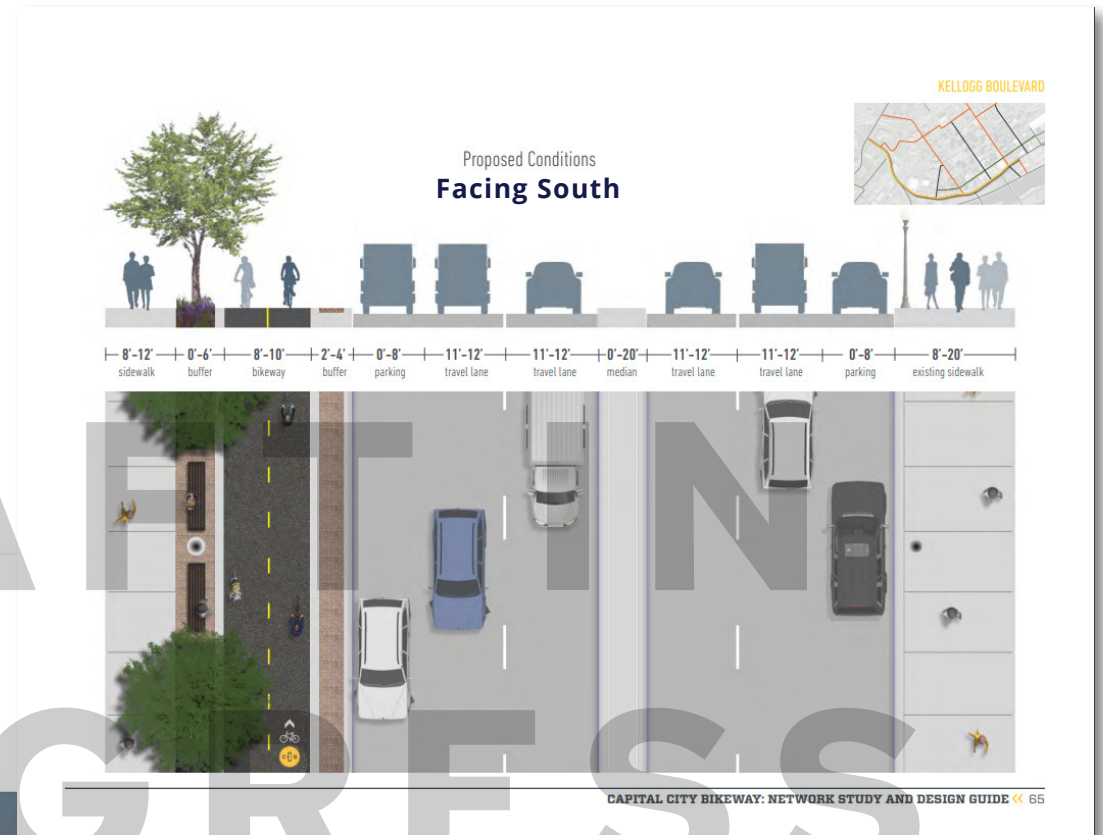 KELLOGG BOULEVARD
Proposed Conditions
Facing South
8'-12' 0'-6' 8'-10' 2'-4' 0'-8' 11'-12' 11'-12' 0'-20' 11'-12' 11'-12' 0'-8' 8'-20'
sidewalk buffer bikeway buffer parking travel lane travel lane median travel lane travel lane parking existing sidewalk
AFT IN
GRESS
CAPITAL CITY BIKEWAY: NETWORK STUDY AND DESIGN GUIDE << 65